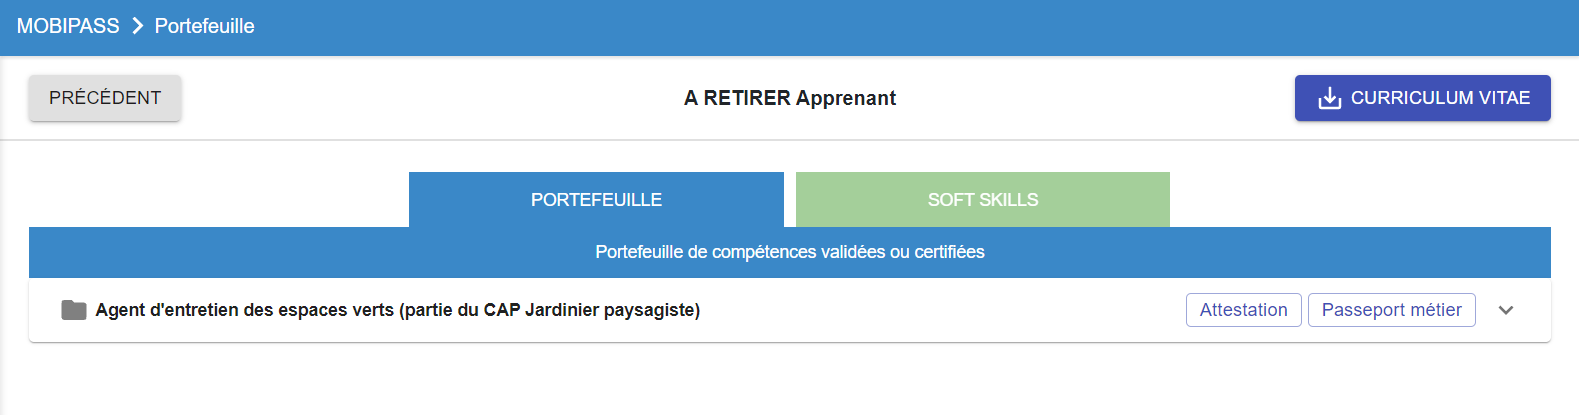 MOBIPASS > Portefeuille
PRÉCÉDENT
A RETIRER Apprenant
CURRICULUM VITAE
PORTEFEUILLE
SOFT SKILLS
Portefeuille de compétences validées ou certifiées
Agent d'entretien des espaces verts (partie du CAP Jardinier paysagiste)
Attestation
Passeport métier